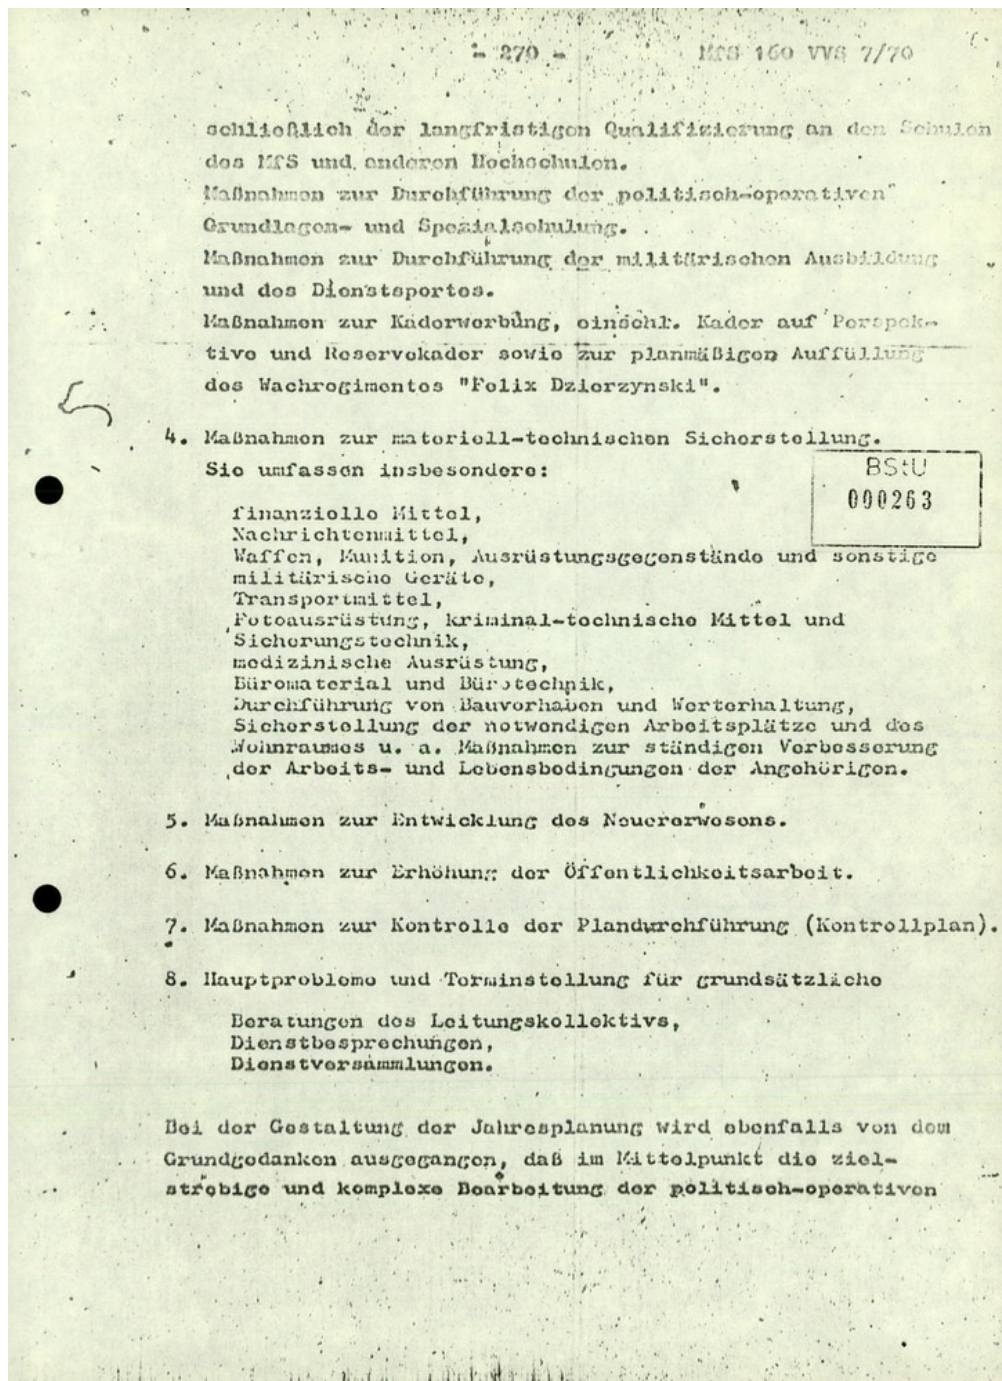 - 270 -
MfS 160 VVS 7/70
schließlich der langfristigen Qualifizierung an den Schulen
des MfS und anderen Hochschulen.
Maßnahmen zur Durchführung der politisch-operativen
Grundlagen- und Spezialschulung.
Maßnahmen zur Durchführung der militärischen Ausbildung
und des Dienstsportes.
Maßnahmen zur Kaderwerbung, einschl. Kader auf Perspek-
tive und Reservekader sowie zur planmäßigen Auffüllung
des Wachregimentes "Felix Dzierzynski".
4. Maßnahmen zur materiell-technischen Sicherstellung.
Sie umfassen insbesondere:
BStU
000263
finanzielle Mittel,
Nachrichtenmittel,
Waffen, Munition, Ausrüstungsgegenstände und sonstige
militärische Geräte,
Transportmittel,
Fotoausrüstung, kriminal-technische Mittel und
Sicherungstechnik,
medizinische Ausrüstung,
Büromaterial und Bürotechnik,
Durchführung von Bauvorhaben und Werterhaltung,
Sicherstellung der notwendigen Arbeitsplätze und des
Wohnraumes u. a. Maßnahmen zur ständigen Verbesserung
der Arbeits- und Lebensbedingungen der Angehörigen.
5. Maßnahmen zur Entwicklung des Neuererwesens.
6. Maßnahmen zur Erhöhung der Öffentlichkeitsarbeit.
7. Maßnahmen zur Kontrolle der Plandurchführung (Kontrollplan).
8. Hauptprobleme und Terminstellung für grundsätzliche
Beratungen des Leitungskollektivs,
Dienstbesprechungen,
Dienstversammlungen.
Bei der Gestaltung der Jahresplanung wird ebenfalls von dem
Grundgedanken ausgegangen, daß im Mittelpunkt die ziel-
strebige und komplexe Bearbeitung der politisch-operativen